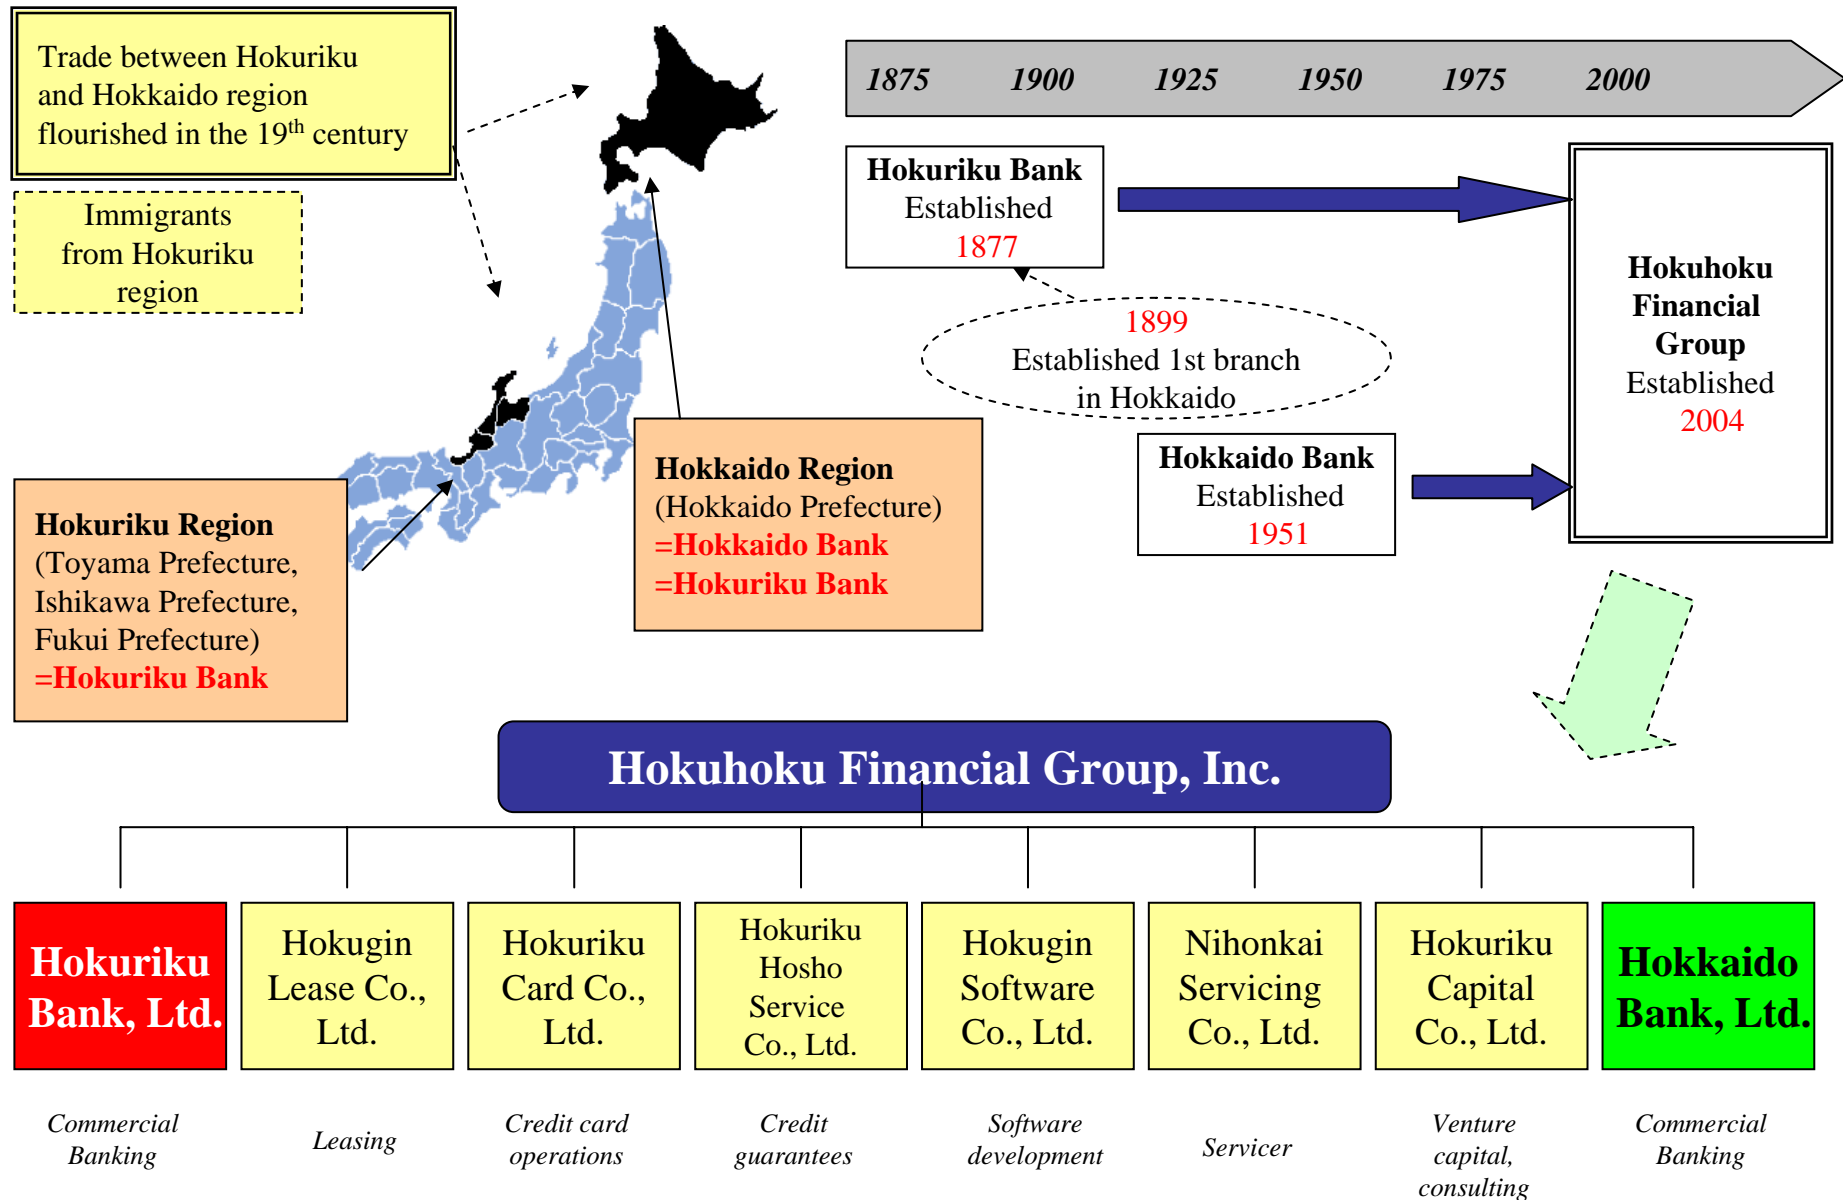 Trade between Hokuriku
and Hokkaido region
flourished in the 19th century
Immigrants
from Hokuriku
region
1875 1900 1925 1950 1975 2000
Hokuriku Bank
Established
1877
1899
Established 1st branch
in Hokkaido
Hokkaido Bank
Established
1951
Hokuhoku
Financial
Group
Established
2004
Hokuriku Region
(Toyama Prefecture,
Ishikawa Prefecture,
Fukui Prefecture)
=Hokuriku Bank
Hokkaido Region
(Hokkaido Prefecture)
=Hokkaido Bank
=Hokuriku Bank
Hokuhoku Financial Group, Inc.
Hokuriku
Bank, Ltd.
Hokugin
Lease Co.,
Ltd.
Hokuriku
Card Co.,
Ltd.
Hokuriku
Hosho
Service
Co., Ltd.
Hokugin
Software
Co., Ltd.
Nihonkai
Servicing
Co., Ltd.
Hokuriku
Capital
Co., Ltd.
Hokkaido
Bank, Ltd.
Commercial
Banking
Leasing
Credit card
operations
Credit
guarantees
Software
development
Servicer
Venture
capital,
consulting
Commercial
Banking